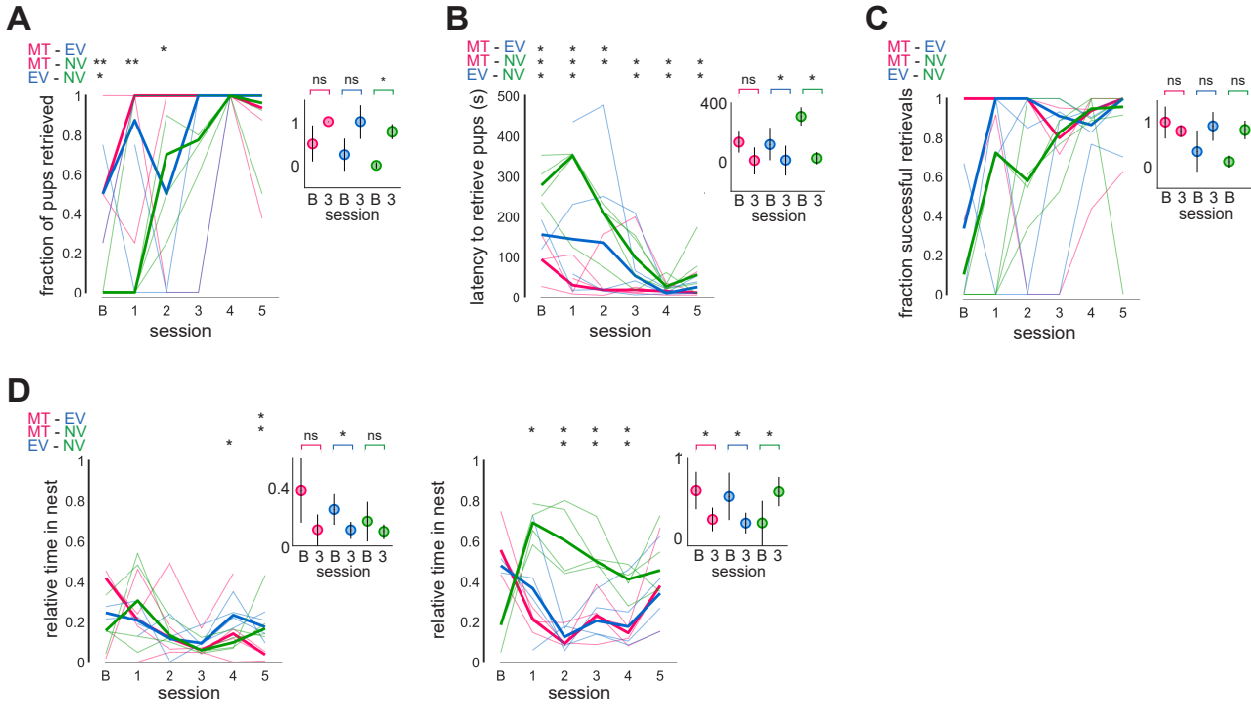 A
MT - EV
*
MT - NV
** **
EV - NV
*
fraction of pups retrieved
1
0.8
0.6
0.4
0.2
0
B 1 2 3 4 5
session
ns ns *
1
0
B 3 B 3 B 3
session
B
MT - EV
* * *
MT - NV
* * * * * *
EV - NV
* * * * *
latency to retrieve pups (s)
500
400
300
200
100
0
B 1 2 3 4 5
session
ns * *
400
0
B 3 B 3 B 3
session
C
MT - EV
MT - NV
EV - NV
fraction successful retrievals
1
0.8
0.6
0.4
0.2
0
B 1 2 3 4 5
session
ns ns ns
1
0
B 3 B 3 B
session
D
MT - EV
*
MT - NV
*
EV - NV
*
relative time in nest
1
0.8
0.6
0.4
0.2
0
B 1 2 3 4 5
session
ns * ns
0.4
0
B 3 B 3 B 3
session
* * * *
* * *
relative time in nest
1
0.8
0.6
0.4
0.2
0
B 1 2 3 4 5
session
* * *
1
0
B 3 B 3 B 3
session